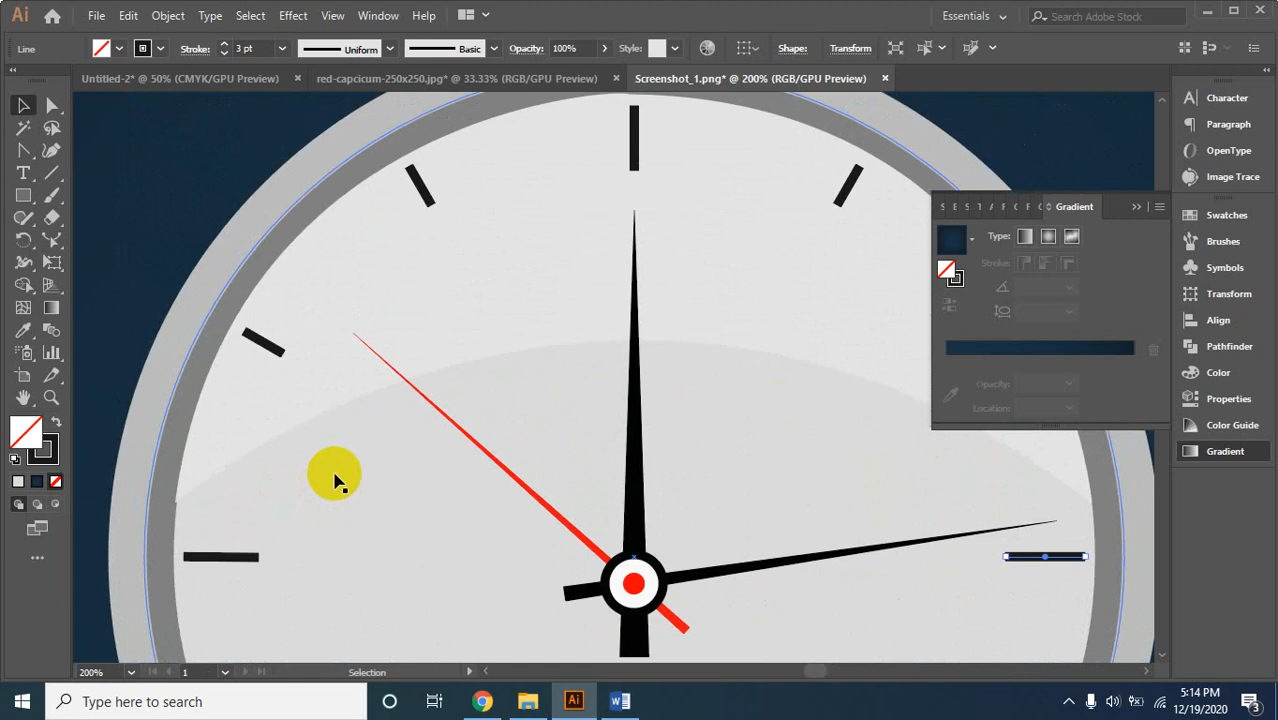 Ai File Edit Object Type Select Effect View Window Help Essentials Search Adobe Stock
Line Stroke: 3 pt Uniform Basic Opacity: 100% Style: Shape: Transform
Untitled-2* @ 50% (CMYK/GPU Preview) × red-capcicum-250x250.jpg* @ 33.33% (RGB/GPU Preview) × Screenshot_1.png* @ 200% (RGB/GPU Preview) ×
Character
Paragraph
OpenType
Image Trace
Swatches
Brushes
Symbols
Transform
Align
Pathfinder
Color
Properties
Color Guide
Gradient
Gradient
Type:
Strokes:
Opacity:
Location:
200% 1 Selection
Type here to search
Ai
W
5:14 PM
12/19/2020
3